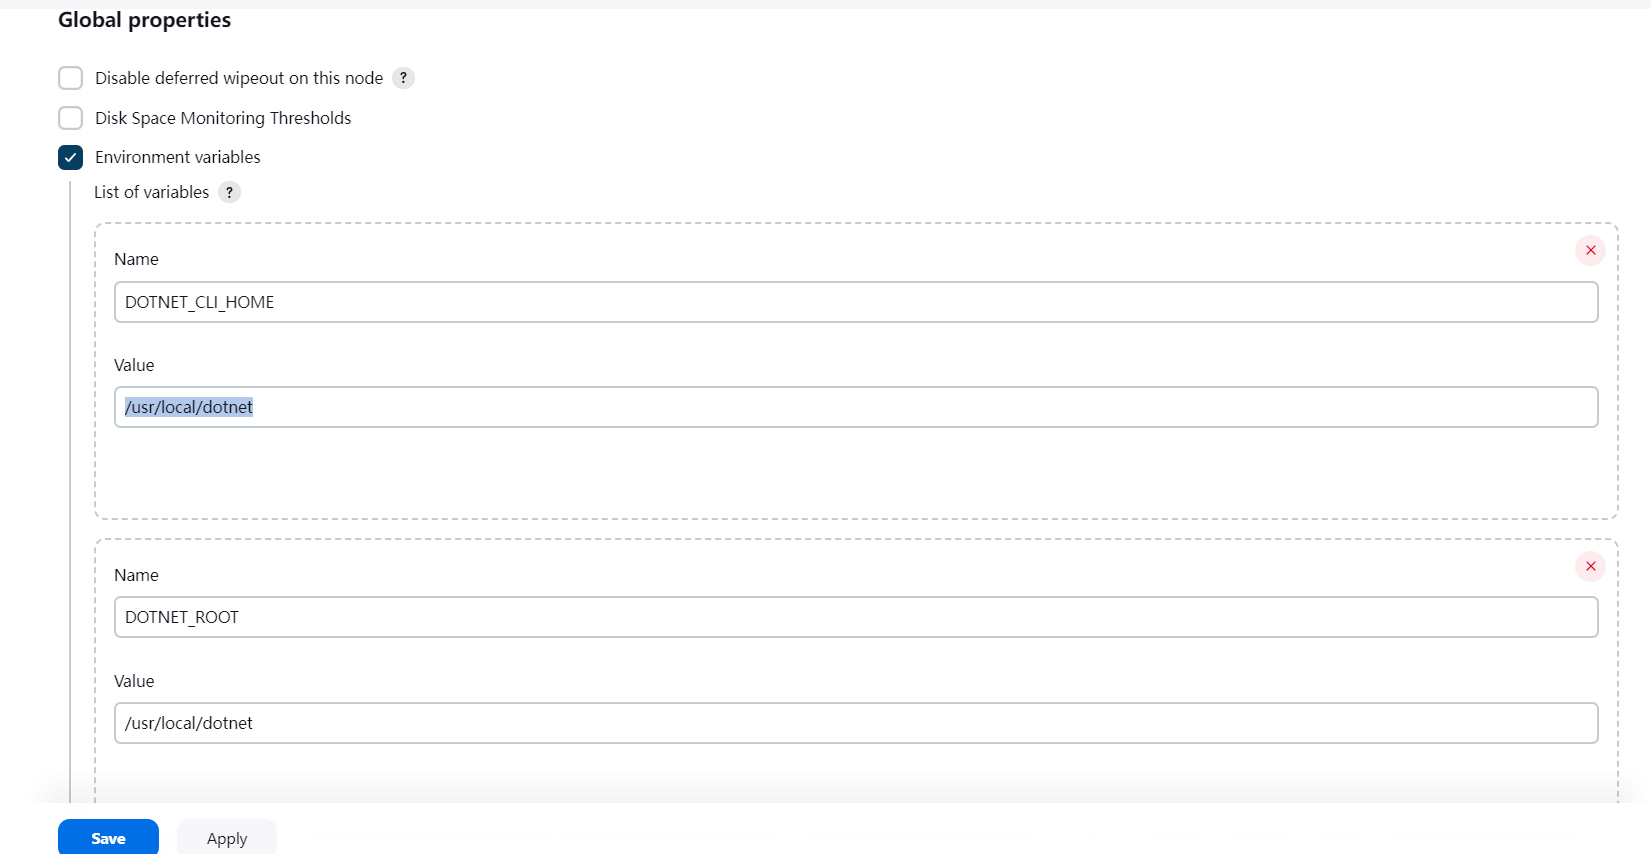 Global properties
Disable deferred wipeout on this node ?
Disk Space Monitoring Thresholds
Environment variables
List of variables ?
Name
DOTNET_CLI_HOME
Value
/usr/local/dotnet
Name
DOTNET_ROOT
Value
/usr/local/dotnet
Save Apply